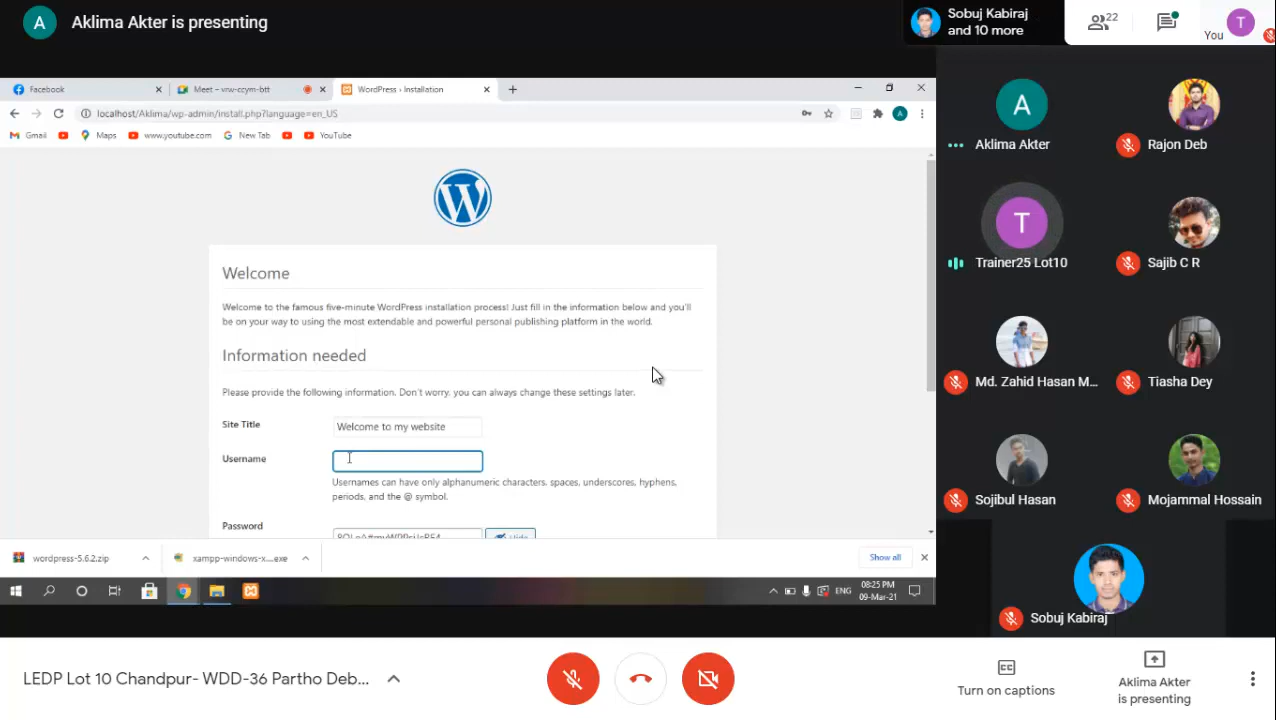 A Aklima Akter is presenting
Sobuj Kabiraj
and 10 more
22
You
T
Facebook
Meet – vrw-ccym-btt
WordPress › Installation
localhost/Aklima/wp-admin/install.php?language=en_US
A
Gmail
Maps
www.youtube.com
New Tab
YouTube
W
Welcome
Welcome to the famous five-minute WordPress installation process! Just fill in the information below and you'll
be on your way to using the most extendable and powerful personal publishing platform in the world.
Information needed
Please provide the following information. Don't worry, you can always change these settings later.
Site Title Welcome to my website
Username
Usernames can have only alphanumeric characters, spaces, underscores, hyphens,
periods, and the @ symbol.
Password
Hide
wordpress-5.6.2.zip
xampp-windows-x....exe
Show all
ENG
08:25 PM
09-Mar-21
A
Aklima Akter
Rajon Deb
T
Trainer25 Lot10
Sajib C R
Md. Zahid Hasan M...
Tiasha Dey
Sojibul Hasan
Mojammal Hossain
Sobuj Kabiraj
LEDP Lot 10 Chandpur- WDD-36 Partho Deb...
CC
Turn on captions
Aklima Akter
is presenting